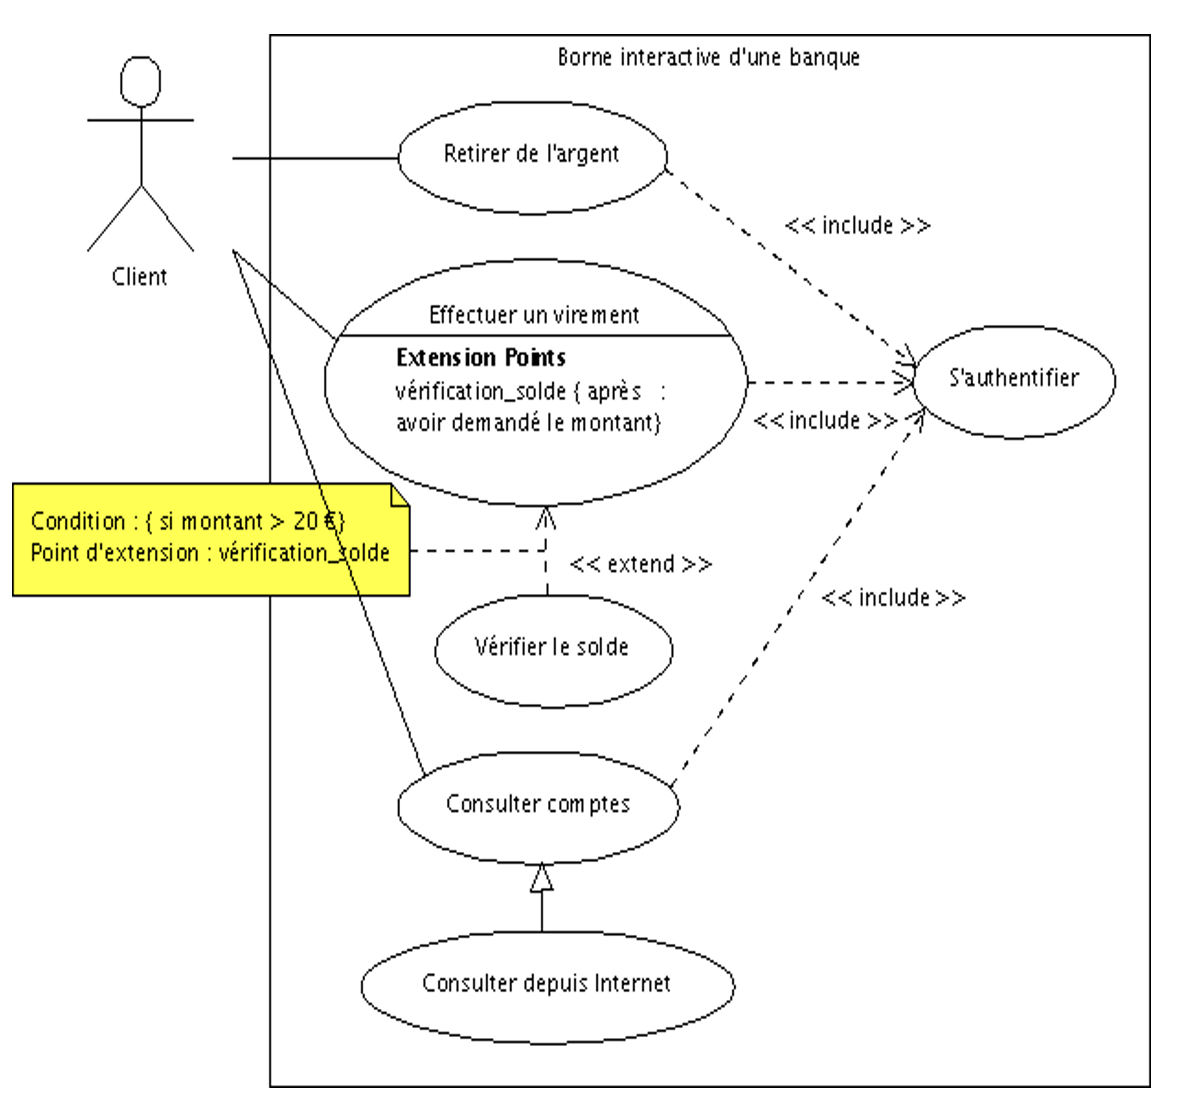 Borne interactive d'une banque
Retirer de l'argent
<< include >>
Client
Effectuer un virement
Extension Points
vérification_solde { après :
avoir demandé le montant}
S'authentifier
<< include >>
Condition : { si montant > 20 €}
Point d'extension : vérification_solde
<< extend >>
<< include >>
Vérifier le solde
Consulter comptes
Consulter depuis Internet